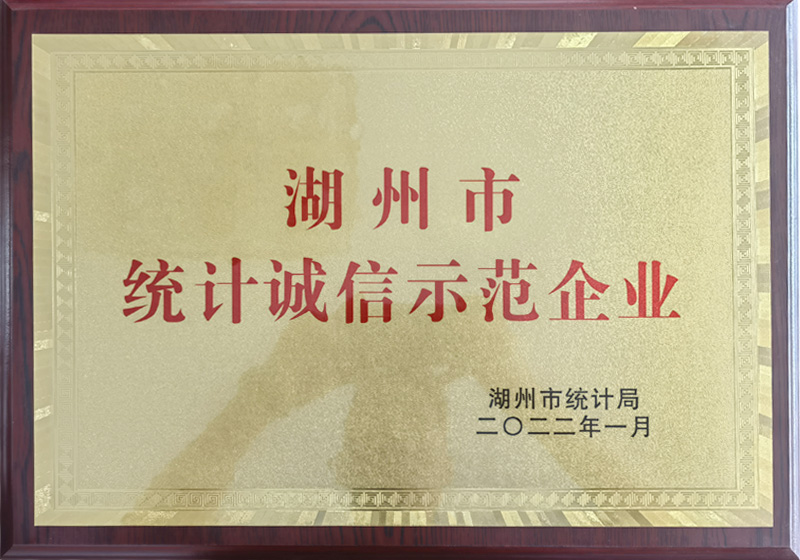 湖州市
统计诚信示范企业
湖州市统计局
二〇二二年一月